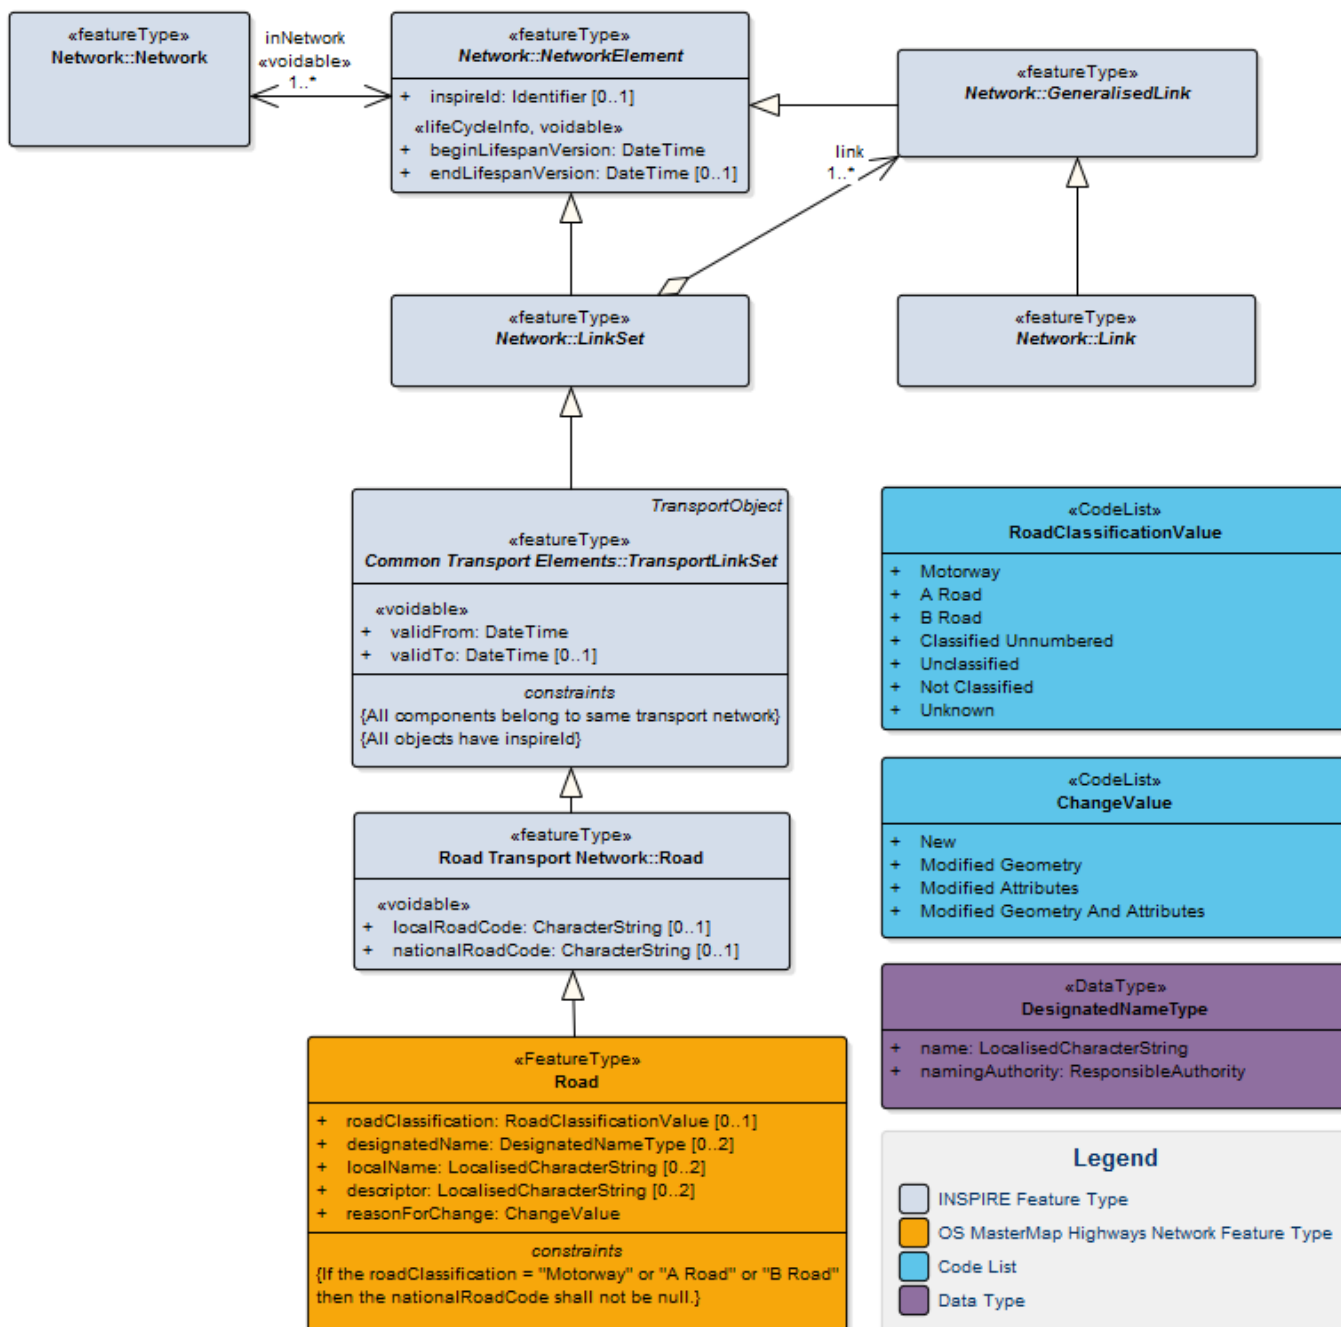 «featureType»
Network::Network
inNetwork
«voidable»
1..*
«featureType»
Network::NetworkElement
+ inspireId: Identifier [0..1]
«lifeCycleInfo, voidable»
+ beginLifespanVersion: DateTime
+ endLifespanVersion: DateTime [0..1]
«featureType»
Network::GeneralisedLink
link
1..*
«featureType»
Network::LinkSet
«featureType»
Network::Link
TransportObject
«featureType»
Common Transport Elements::TransportLinkSet
«voidable»
+ validFrom: DateTime
+ validTo: DateTime [0..1]
constraints
{All components belong to same transport network}
{All objects have inspireId}
«featureType»
Road Transport Network::Road
«voidable»
+ localRoadCode: CharacterString [0..1]
+ nationalRoadCode: CharacterString [0..1]
«FeatureType»
Road
+ roadClassification: RoadClassificationValue [0..1]
+ designatedName: DesignatedNameType [0..2]
+ localName: LocalisedCharacterString [0..2]
+ descriptor: LocalisedCharacterString [0..2]
+ reasonForChange: ChangeValue
constraints
{If the roadClassification = "Motorway" or "A Road" or "B Road"
then the nationalRoadCode shall not be null.}
«CodeList»
RoadClassificationValue
+ Motorway
+ A Road
+ B Road
+ Classified Unnumbered
+ Unclassified
+ Not Classified
+ Unknown
«CodeList»
ChangeValue
+ New
+ Modified Geometry
+ Modified Attributes
+ Modified Geometry And Attributes
«DataType»
DesignatedNameType
+ name: LocalisedCharacterString
+ namingAuthority: ResponsibleAuthority
Legend
INSPIRE Feature Type
OS MasterMap Highways Network Feature Type
Code List
Data Type